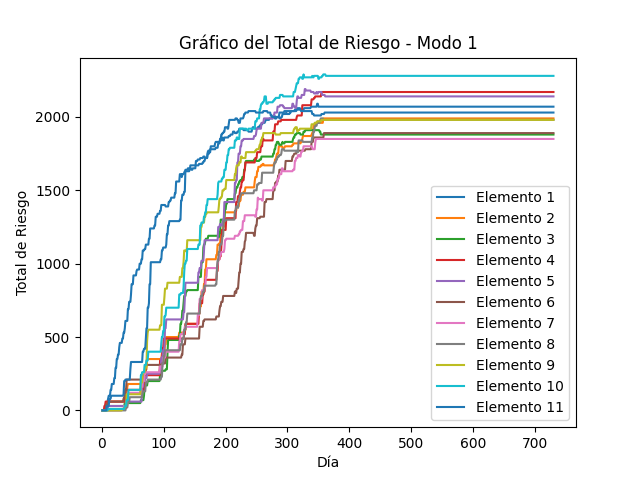 Gráfico del Total de Riesgo - Modo 1
Total de Riesgo
2000
1500
1000
500
0
0 100 200 300 400 500 600 700
Día
Elemento 1
Elemento 2
Elemento 3
Elemento 4
Elemento 5
Elemento 6
Elemento 7
Elemento 8
Elemento 9
Elemento 10
Elemento 11